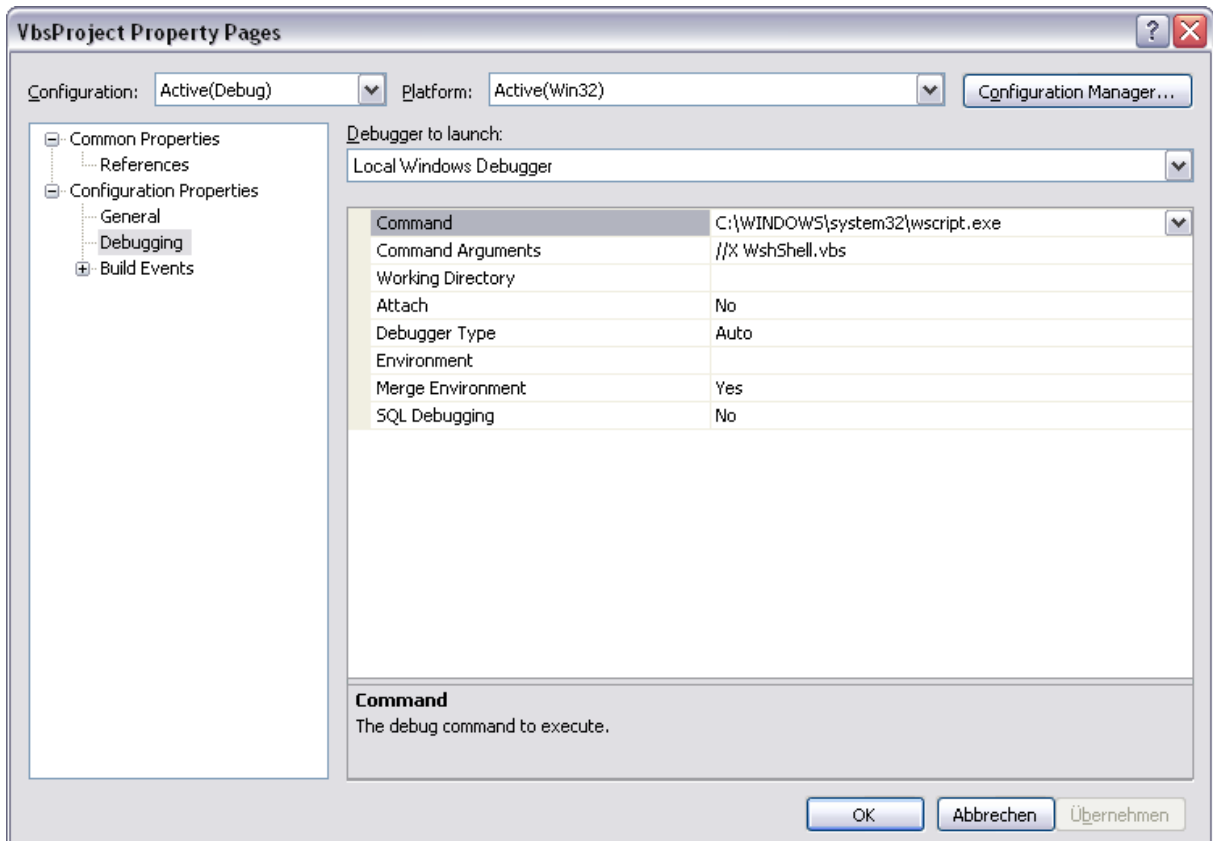 VbsProject Property Pages
Configuration: Active(Debug) Platform: Active(Win32) Configuration Manager...
Common Properties
References
Configuration Properties
General
Debugging
Build Events
Debugger to launch:
Local Windows Debugger
Command C:\WINDOWS\system32\wscript.exe
Command Arguments //X WshShell.vbs
Working Directory
Attach No
Debugger Type Auto
Environment
Merge Environment Yes
SQL Debugging No
Command
The debug command to execute.
OK Abbrechen Übernehmen